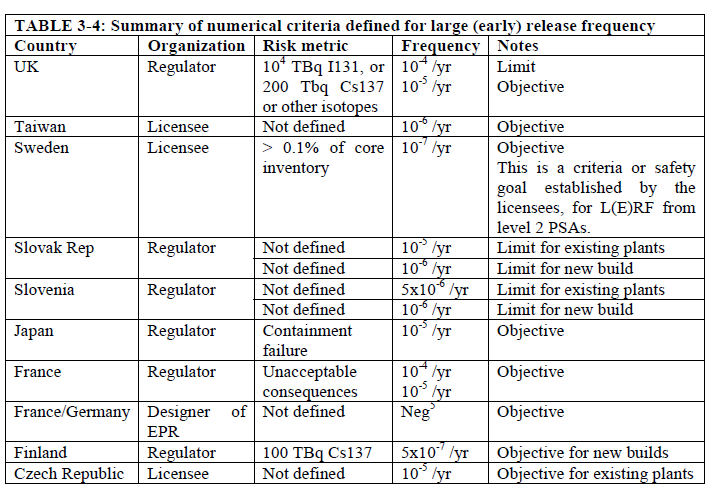 TABLE 3-4: Summary of numerical criteria defined for large (early) release frequency
Country Organization Risk metric Frequency Notes
UK Regulator 10⁴ TBq I131, or 10⁻⁴ /yr Limit
200 Tbq Cs137 10⁻⁵ /yr Objective
or other isotopes
Taiwan Licensee Not defined 10⁻⁶ /yr Objective
Sweden Licensee > 0.1% of core 10⁻⁷ /yr Objective
inventory This is a criteria or safety
goal established by the
licensees, for L(E)RF from
level 2 PSAs.
Slovak Rep Regulator Not defined 10⁻⁵ /yr Limit for existing plants
Not defined 10⁻⁶ /yr Limit for new build
Slovenia Regulator Not defined 5x10⁻⁶ /yr Limit for existing plants
Not defined 10⁻⁶ /yr Limit for new build
Japan Regulator Containment 10⁻⁵ /yr Objective
failure
France Regulator Unacceptable 10⁻⁴ /yr Objective
consequences 10⁻⁵ /yr
France/Germany Designer of Not defined Neg⁵ Objective
EPR
Finland Regulator 100 TBq Cs137 5x10⁻⁷ /yr Objective for new builds
Czech Republic Licensee Not defined 10⁻⁵ /yr Objective for existing plants